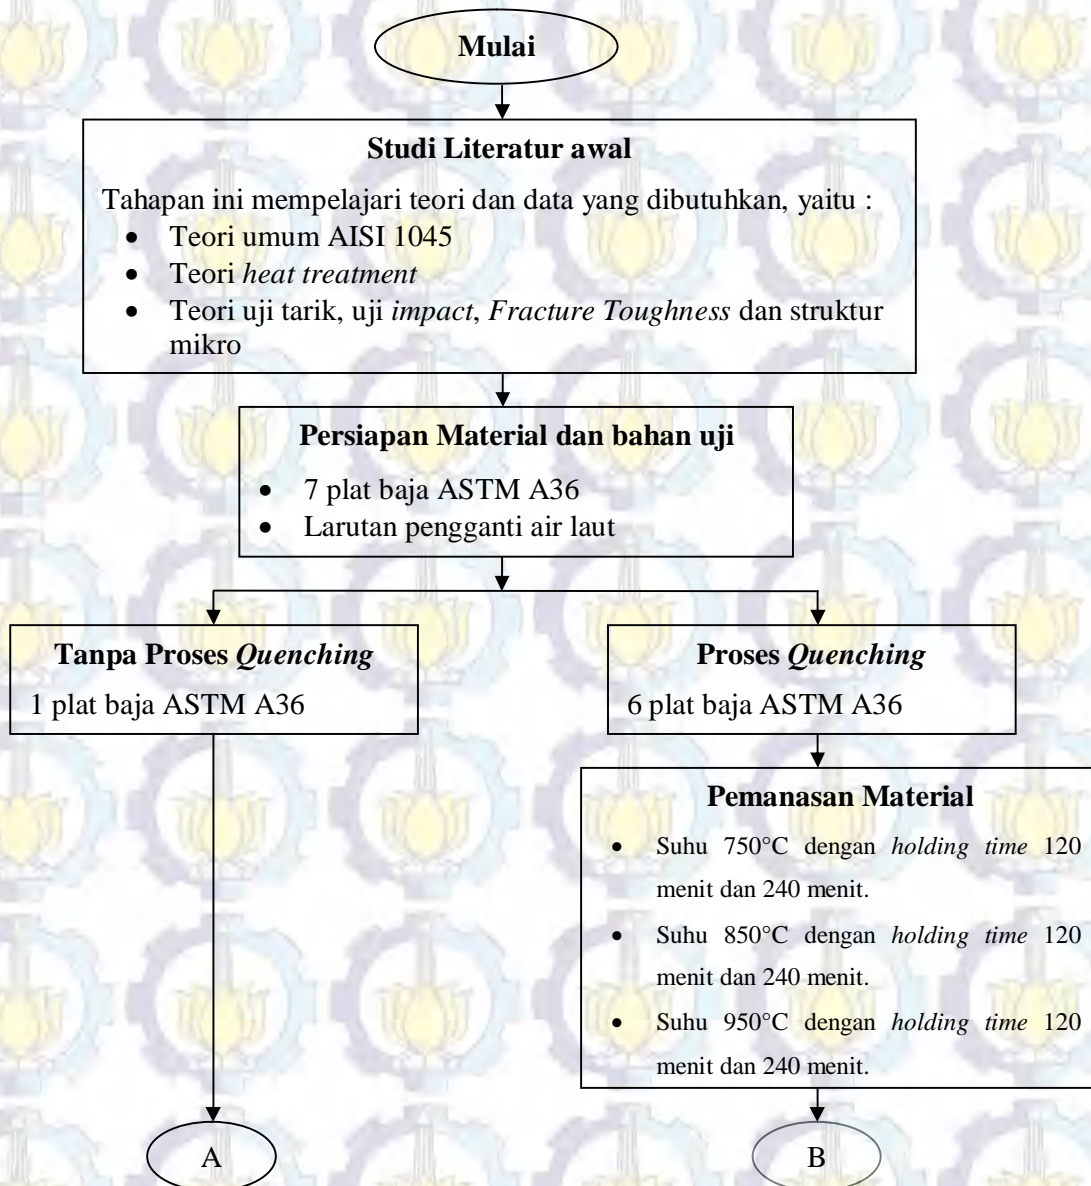 Mulai
Studi Literatur awal
Tahapan ini mempelajari teori dan data yang dibutuhkan, yaitu :
• Teori umum AISI 1045
• Teori heat treatment
• Teori uji tarik, uji impact, Fracture Toughness dan struktur
mikro
Persiapan Material dan bahan uji
• 7 plat baja ASTM A36
• Larutan pengganti air laut
Tanpa Proses Quenching
1 plat baja ASTM A36
Proses Quenching
6 plat baja ASTM A36
Pemanasan Material
• Suhu 750°C dengan holding time 120
menit dan 240 menit.
• Suhu 850°C dengan holding time 120
menit dan 240 menit.
• Suhu 950°C dengan holding time 120
menit dan 240 menit.
A
B